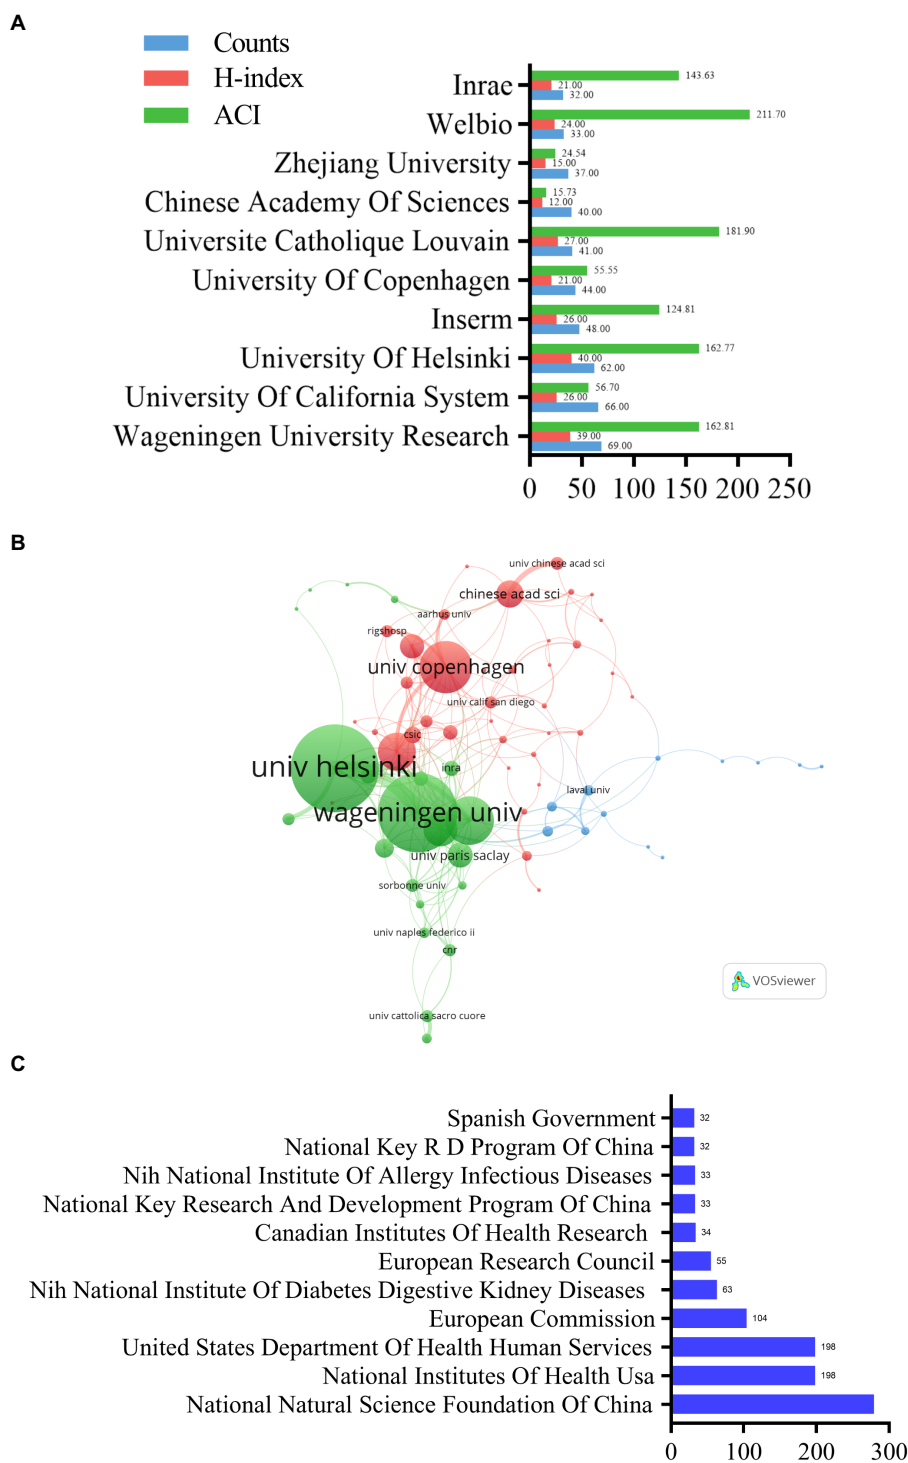 A
Counts
H-index
ACI
Inrae
143.63
21.00
32.00
Welbio
211.70
24.00
33.00
Zhejiang University
24.54
15.00
37.00
Chinese Academy Of Sciences
15.73
12.00
40.00
Universite Catholique Louvain
181.90
27.00
41.00
University Of Copenhagen
55.55
21.00
44.00
Inserm
124.81
26.00
48.00
University Of Helsinki
162.77
40.00
62.00
University Of California System
56.70
26.00
66.00
Wageningen University Research
162.81
39.00
69.00
0 50 100 150 200 250
B
univ chinese acad sci
chinese acad sci
aarhus univ
rigshosp
univ copenhagen
univ calif san diego
csic
univ helsinki
inra
laval univ
wageningen univ
univ paris saclay
sorbonne univ
univ naples federico ii
cnr
VOSviewer
univ cattolica sacro cuore
C
Spanish Government 32
National Key R D Program Of China 32
Nih National Institute Of Allergy Infectious Diseases 33
National Key Research And Development Program Of China 33
Canadian Institutes Of Health Research 34
European Research Council 55
Nih National Institute Of Diabetes Digestive Kidney Diseases 63
European Commission 104
United States Department Of Health Human Services 198
National Institutes Of Health Usa 198
National Natural Science Foundation Of China
0 100 200 300